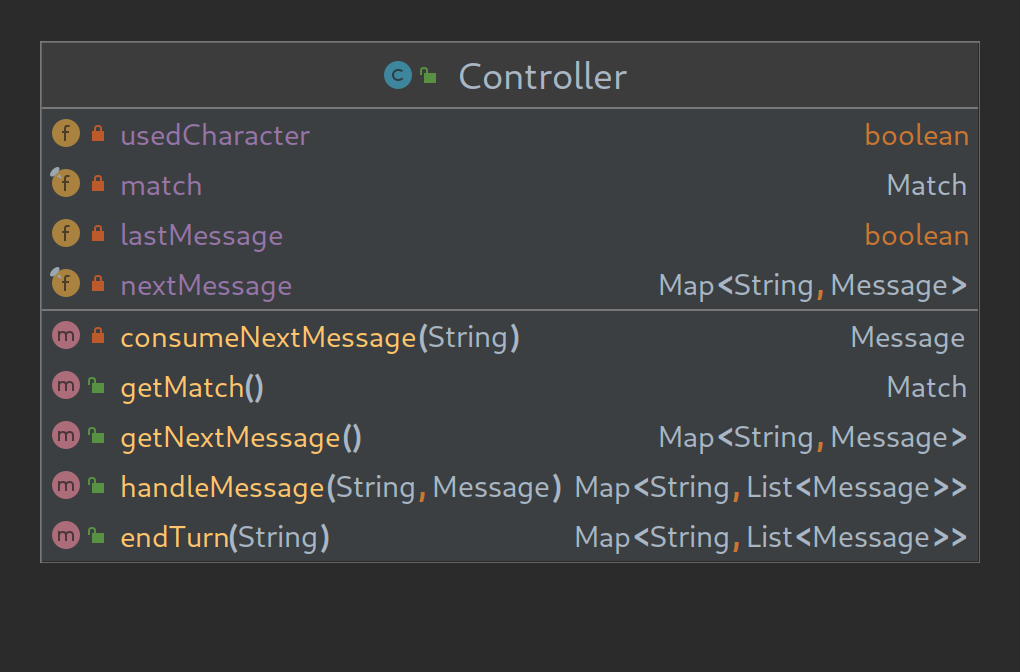 C Controller
f usedCharacter boolean
f match Match
f lastMessage boolean
f nextMessage Map<String, Message>
m consumeNextMessage(String) Message
m getMatch() Match
m getNextMessage() Map<String, Message>
m handleMessage(String, Message) Map<String, List<Message>>
m endTurn(String) Map<String, List<Message>>